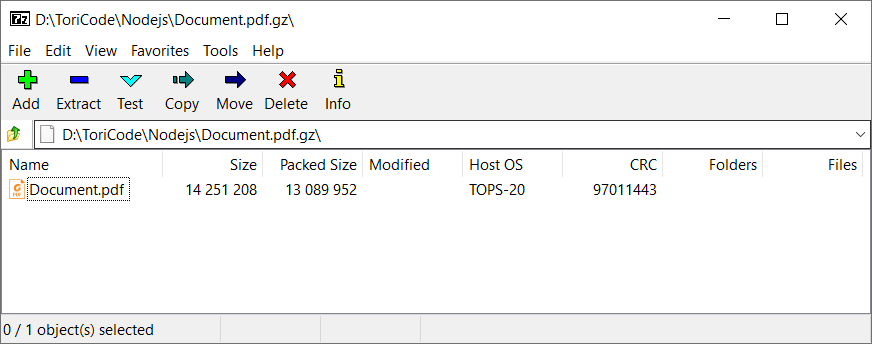 7z D:\ToriCode\Nodejs\Document.pdf.gz\
File Edit View Favorites Tools Help
Add Extract Test Copy Move Delete Info
D:\ToriCode\Nodejs\Document.pdf.gz\
Name Size Packed Size Modified Host OS CRC Folders Files
Document.pdf 14 251 208 13 089 952 TOPS-20 97011443
0 / 1 object(s) selected